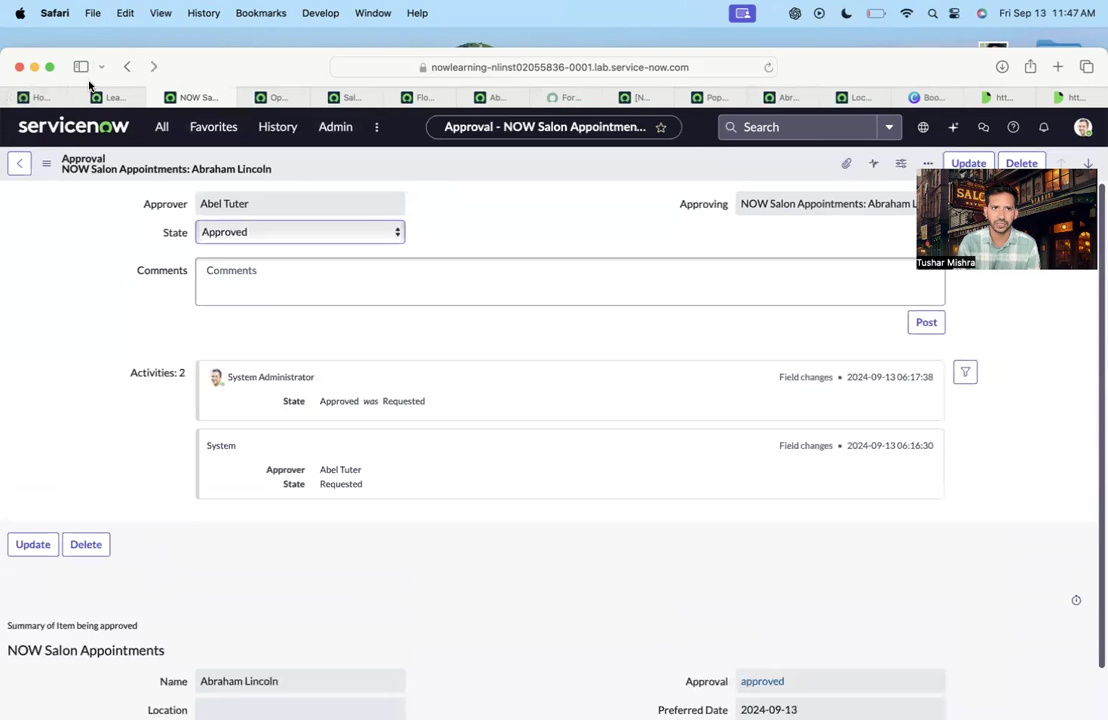 Safari File Edit View History Bookmarks Develop Window Help Fri Sep 13 11:47 AM
nowlearning-nlinst02055836-0001.lab.service-now.com
Ho... Lea... NOW Sa... Op... Sal... Flo... Ab... For... [N... Pop... Abr... Loc... Boo... htt... htt...
servicenow All Favorites History Admin Approval - NOW Salon Appointmen... Search
Approval
NOW Salon Appointments: Abraham Lincoln
Update Delete
Approver Abel Tuter Approving NOW Salon Appointments: Abraham L
State Approved
Tushar Mishra
Comments Comments
Post
Activities: 2 System Administrator Field changes • 2024-09-13 06:17:38
State Approved was Requested
System Field changes • 2024-09-13 06:16:30
Approver Abel Tuter
State Requested
Update Delete
Summary of Item being approved
NOW Salon Appointments
Name Abraham Lincoln Approval approved
Location Preferred Date 2024-09-13